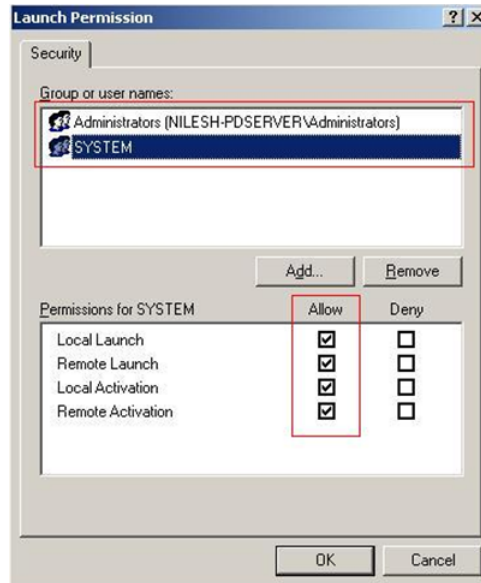 Launch Permission
Security
Group or user names:
Administrators (NILESH-PDSERVER\Administrators)
SYSTEM
Add... Remove
Permissions for SYSTEM Allow Deny
Local Launch
Remote Launch
Local Activation
Remote Activation
OK Cancel